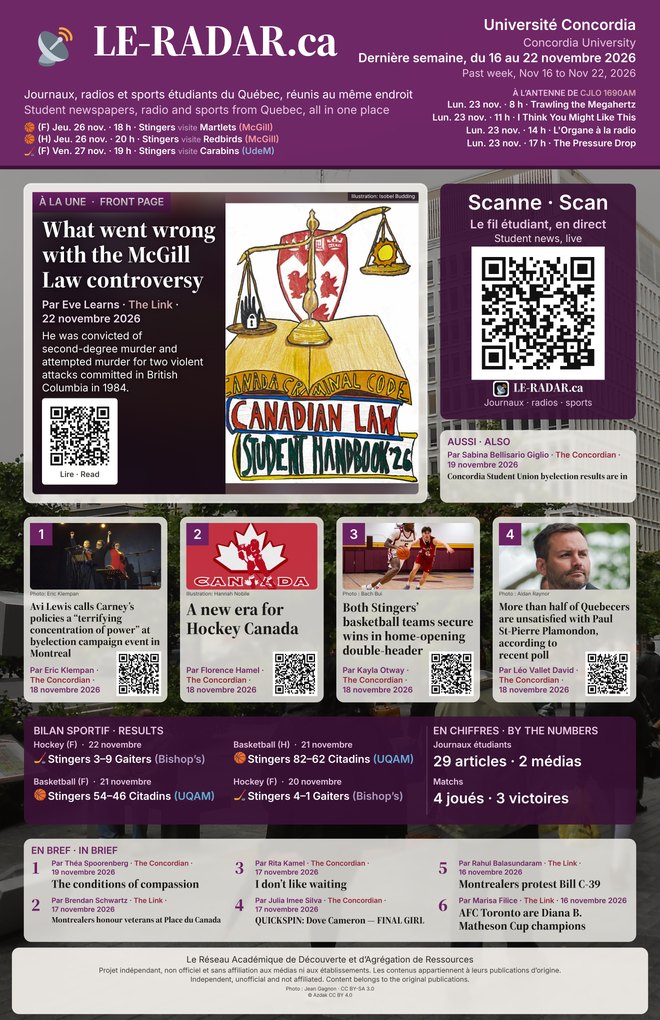 LE-RADAR.ca
Journaux, radios et sports étudiants du Québec, réunis au même endroit
Student newspapers, radio and sports from Quebec, all in one place
(F) Jeu. 26 nov. · 18 h · Stingers visite Martlets (McGill)
(H) Jeu. 26 nov. · 20 h · Stingers visite Redbirds (McGill)
(F) Ven. 27 nov. · 19 h · Stingers visite Carabins (UdeM)
Université Concordia
Concordia University
Dernière semaine, du 16 au 22 novembre 2026
Past week, Nov 16 to Nov 22, 2026
À L'ANTENNE DE CJLO 1690AM
Lun. 23 nov. · 8 h · Trawling the Megahertz
Lun. 23 nov. · 11 h · I Think You Might Like This
Lun. 23 nov. · 14 h · L'Organe à la radio
Lun. 23 nov. · 17 h · The Pressure Drop
À LA UNE · FRONT PAGE
Illustration: Isobel Budding
What went wrong
with the McGill
Law controversy
Par Eve Learns · The Link ·
22 novembre 2026
He was convicted of
second-degree murder and
attempted murder for two violent
attacks committed in British
Columbia in 1984.
Lire · Read
CANADA CRIMINAL CODE
CANADIAN LAW
STUDENT HANDBOOK '26
Scanne · Scan
Le fil étudiant, en direct
Student news, live
LE-RADAR.ca
Journaux · radios · sports
AUSSI · ALSO
Par Sabina Bellisario Giglio · The Concordian ·
19 novembre 2026
Concordia Student Union byelection results are in
1
Photo: Eric Klempan
Avi Lewis calls Carney's
policies a “terrifying
concentration of power” at
byelection campaign event in
Montreal
Par Eric Klempan ·
The Concordian ·
18 novembre 2026
2
CANADA
Illustration: Hannah Nobile
A new era for
Hockey Canada
Par Florence Hamel ·
The Concordian ·
18 novembre 2026
3
Photo : Bach Bui
Both Stingers'
basketball teams secure
wins in home-opening
double-header
Par Kayla Otway ·
The Concordian ·
18 novembre 2026
4
Photo : Aidan Raynor
More than half of Quebecers
are unsatisfied with Paul
St-Pierre Plamondon,
according to
recent poll
Par Léo Vallet David ·
The Concordian ·
18 novembre 2026
BILAN SPORTIF · RESULTS
Hockey (F) · 22 novembre
Stingers 3–9 Gaiters (Bishop's)
Basketball (H) · 21 novembre
Stingers 82–62 Citadins (UQAM)
Basketball (F) · 21 novembre
Stingers 54–46 Citadins (UQAM)
Hockey (F) · 20 novembre
Stingers 4–1 Gaiters (Bishop's)
EN CHIFFRES · BY THE NUMBERS
Journaux étudiants
29 articles · 2 médias
Matchs
4 joués · 3 victoires
EN BREF · IN BRIEF
1
Par Théa Spoorenberg · The Concordian ·
19 novembre 2026
The conditions of compassion
2
Par Brendan Schwartz · The Link ·
17 novembre 2026
Montrealers honour veterans at Place du Canada
3
Par Rita Kamel · The Concordian ·
17 novembre 2026
I don't like waiting
4
Par Julia Imee Silva · The Concordian ·
17 novembre 2026
QUICKSPIN: Dove Cameron — FINAL GIRL
5
Par Rahul Balasundaram · The Link ·
16 novembre 2026
Montrealers protest Bill C-39
6
Par Marisa Filice · The Link · 16 novembre 2026
AFC Toronto are Diana B.
Matheson Cup champions
Le Réseau Académique de Découverte et d'Agrégation de Ressources
Projet indépendant, non officiel et sans affiliation aux médias ni aux établissements. Les contenus appartiennent à leurs publications d'origine.
Independent, unofficial and not affiliated. Content belongs to the original publications.
Photo : Jean Gagnon · CC BY-SA 3.0
© Azdak CC BY 4.0